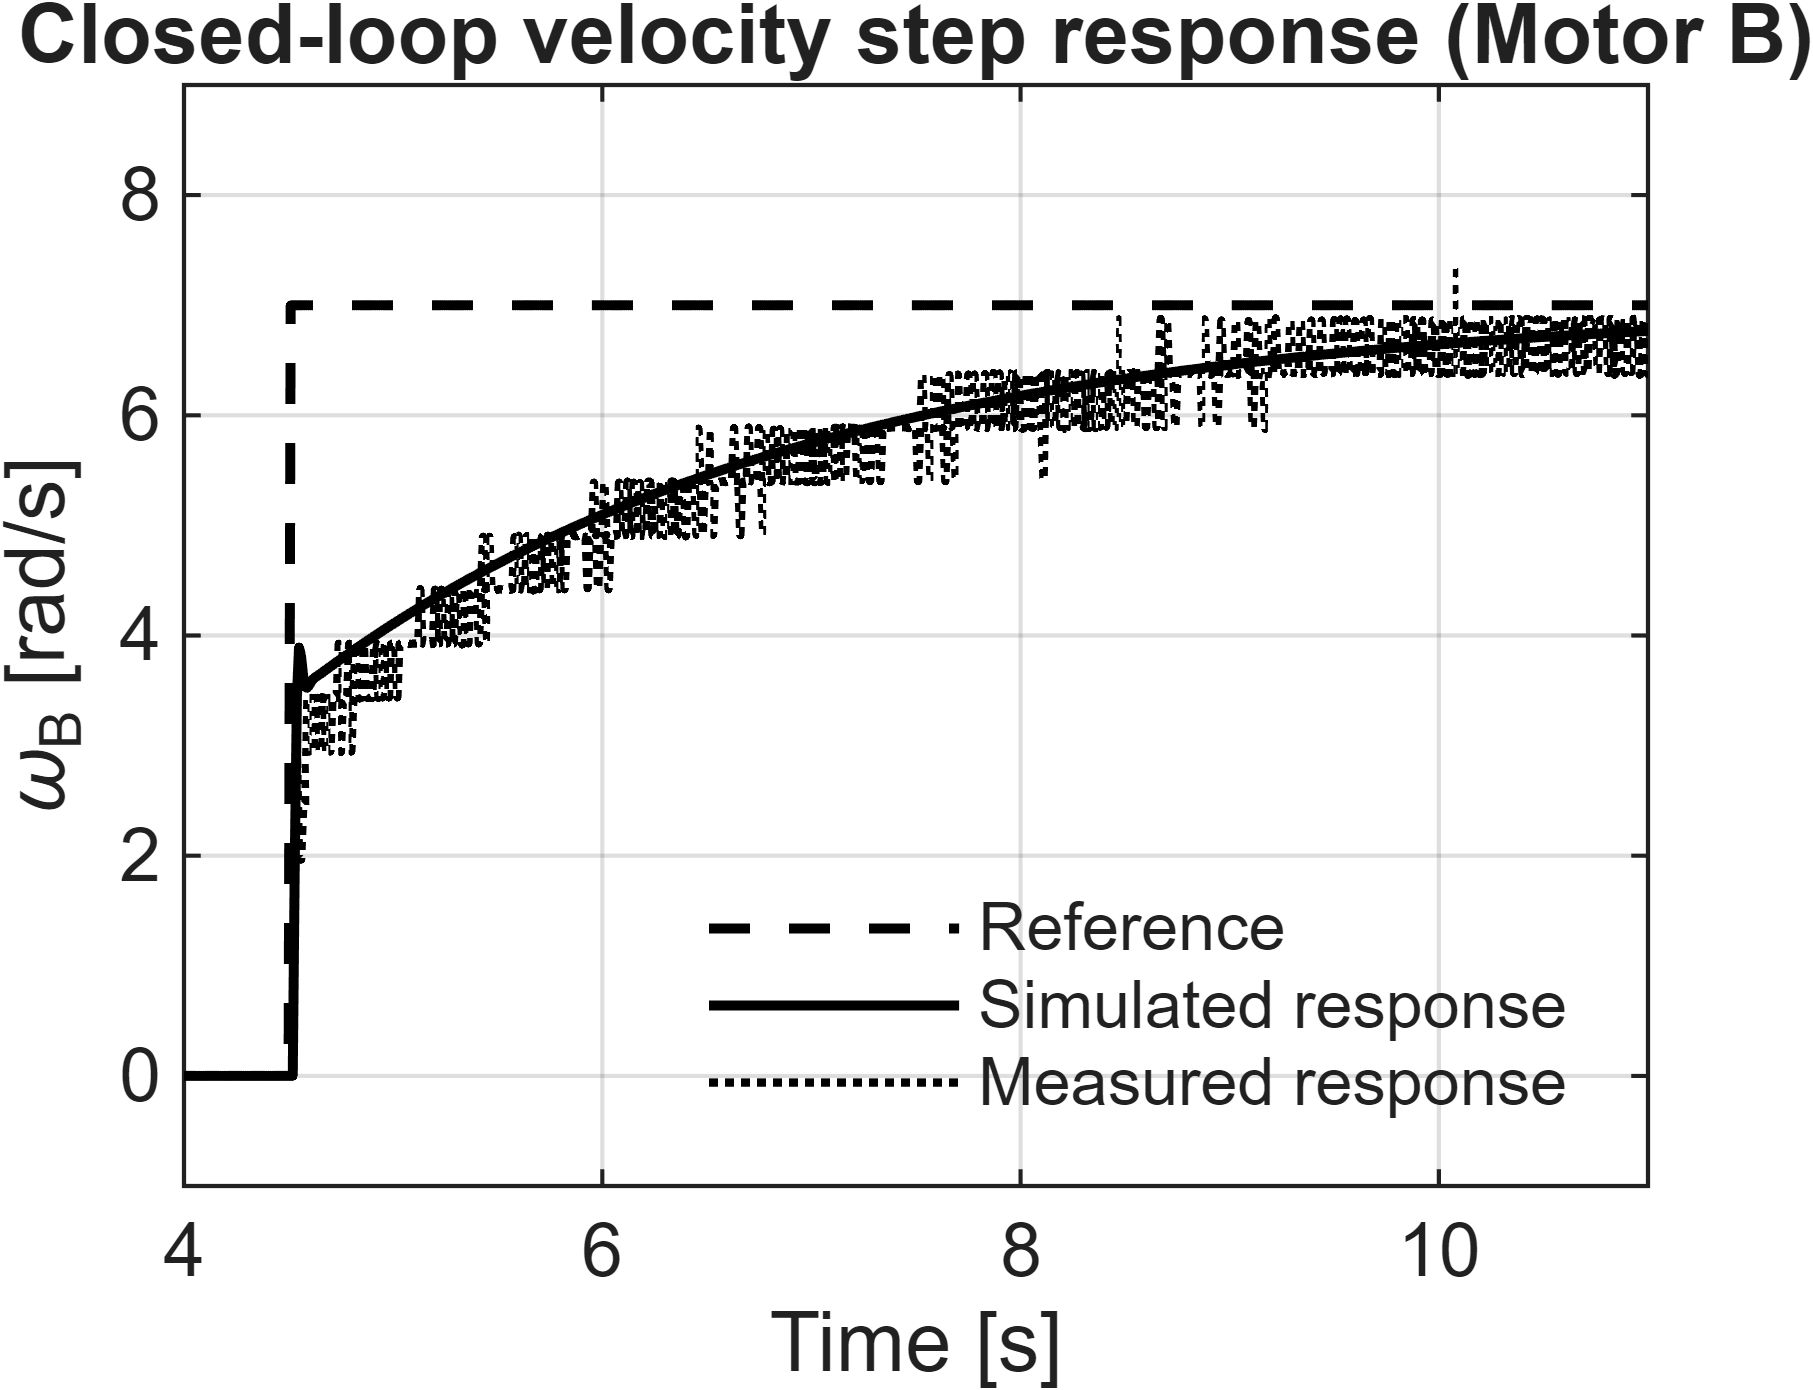 Closed-loop velocity step response (Motor B)
8
6
4
2
0
ωB [rad/s]
Reference
Simulated response
Measured response
4 6 8 10
Time [s]